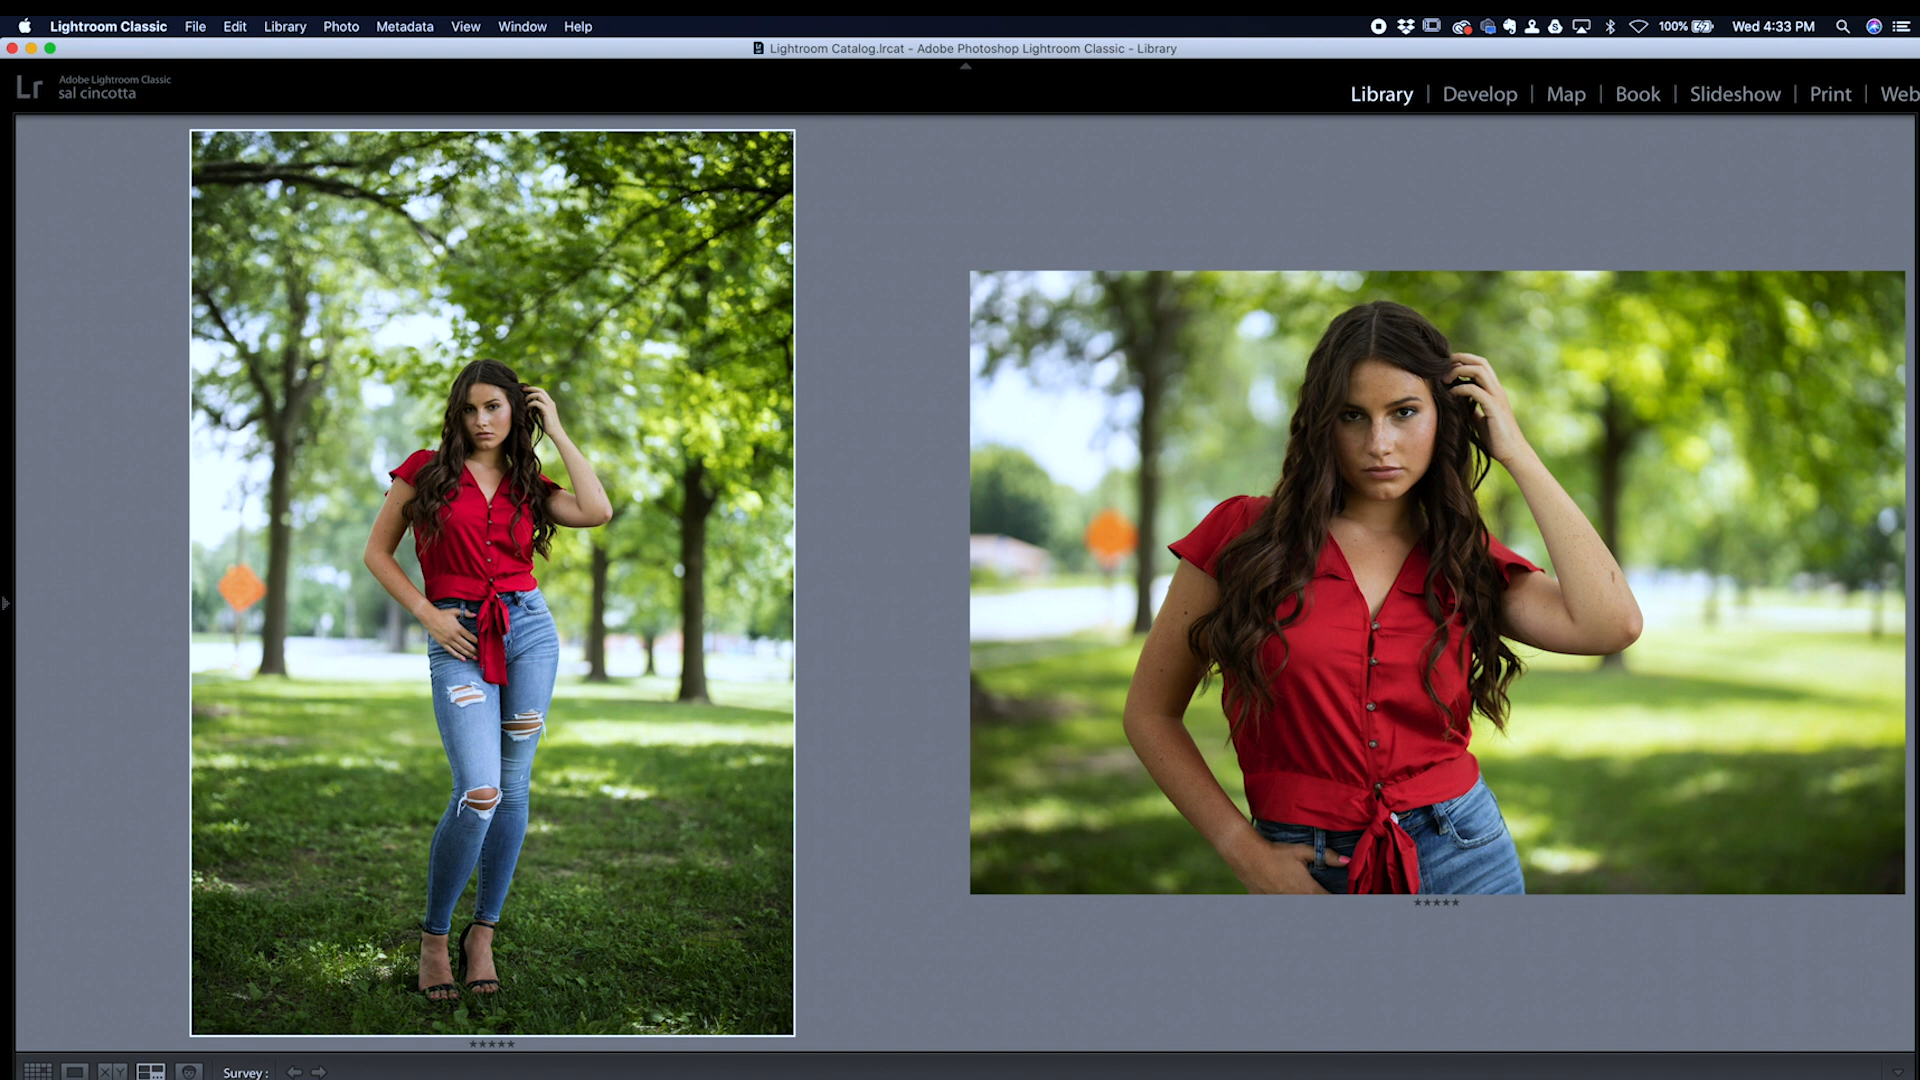 Lightroom Classic File Edit Library Photo Metadata View Window Help 100% Wed 4:33 PM
Lightroom Catalog.lrcat - Adobe Photoshop Lightroom Classic - Library
Lr Adobe Lightroom Classic
sal cincotta
Library | Develop | Map | Book | Slideshow | Print | Web
XY Survey :